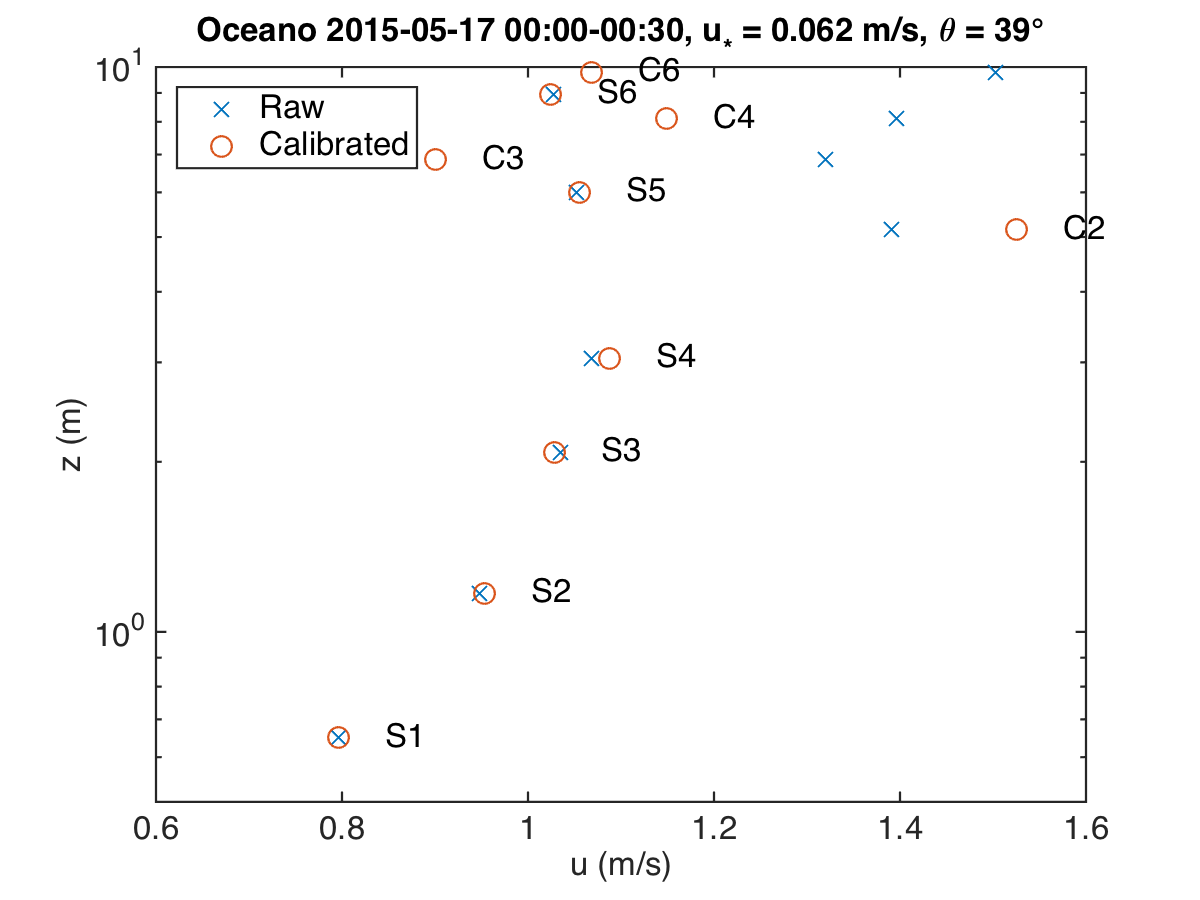 Oceano 2015-05-17 00:00-00:30, u* = 0.062 m/s, θ = 39°
10^1
Raw
Calibrated
C6
S6
C4
C3
S5
C2
S4
S3
S2
10^0
S1
z (m)
0.6 0.8 1 1.2 1.4 1.6
u (m/s)